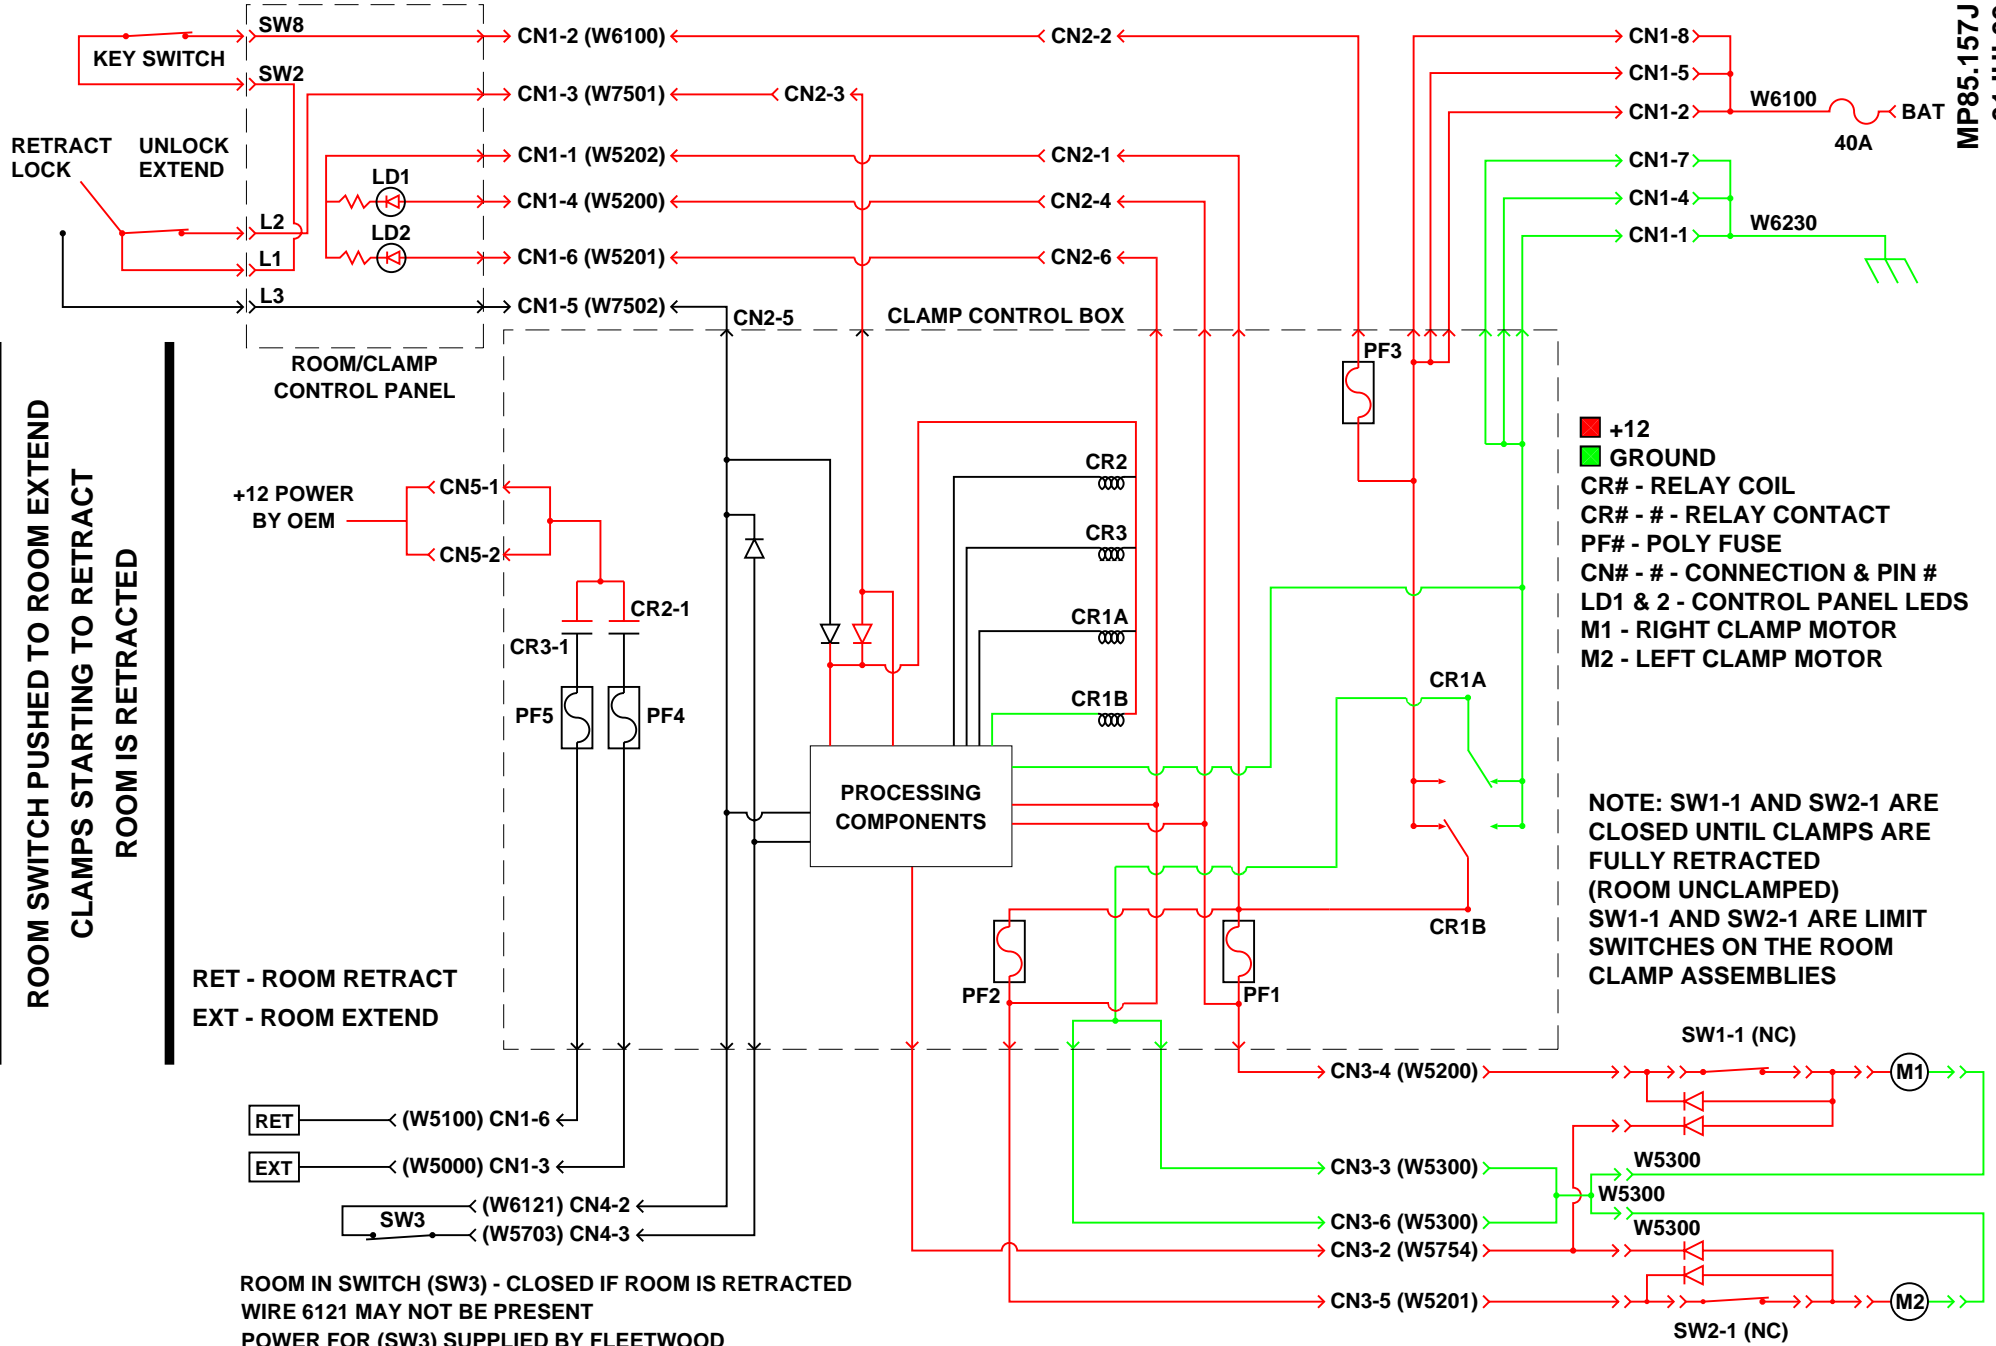 SW8
KEY SWITCH
SW2
RETRACT
LOCK
UNLOCK
EXTEND
L2
L1
L3
LD1
LD2
ROOM/CLAMP
CONTROL PANEL
CN1-2 (W6100)
CN2-2
CN1-3 (W7501)
CN2-3
CN1-1 (W5202)
CN2-1
CN1-4 (W5200)
CN2-4
CN1-6 (W5201)
CN2-6
CN1-5 (W7502)
CN2-5
CLAMP CONTROL BOX
CN1-8
CN1-5
CN1-2
W6100
BAT
40A
CN1-7
CN1-4
CN1-1
W6230
MP85.157J
PF3
ROOM SWITCH PUSHED TO ROOM EXTEND
CLAMPS STARTING TO RETRACT
ROOM IS RETRACTED
+12 POWER
BY OEM
CN5-1
CN5-2
CR2-1
CR3-1
PF5
PF4
CR2
CR3
CR1A
CR1B
PROCESSING
COMPONENTS
CR1A
CR1B
PF2
PF1
+12
GROUND
CR# - RELAY COIL
CR# - # - RELAY CONTACT
PF# - POLY FUSE
CN# - # - CONNECTION & PIN #
LD1 & 2 - CONTROL PANEL LEDS
M1 - RIGHT CLAMP MOTOR
M2 - LEFT CLAMP MOTOR
NOTE: SW1-1 AND SW2-1 ARE
CLOSED UNTIL CLAMPS ARE
FULLY RETRACTED
(ROOM UNCLAMPED)
SW1-1 AND SW2-1 ARE LIMIT
SWITCHES ON THE ROOM
CLAMP ASSEMBLIES
RET - ROOM RETRACT
EXT - ROOM EXTEND
RET
(W5100) CN1-6
EXT
(W5000) CN1-3
(W6121) CN4-2
SW3
(W5703) CN4-3
SW1-1 (NC)
CN3-4 (W5200)
M1
CN3-3 (W5300)
W5300
W5300
CN3-6 (W5300)
W5300
CN3-2 (W5754)
CN3-5 (W5201)
M2
SW2-1 (NC)
ROOM IN SWITCH (SW3) - CLOSED IF ROOM IS RETRACTED
WIRE 6121 MAY NOT BE PRESENT
POWER FOR (SW3) SUPPLIED BY FLEETWOOD